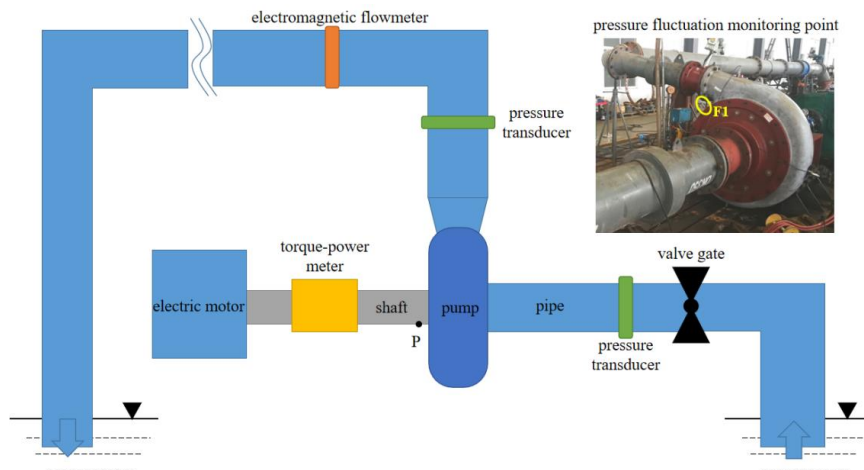 electromagnetic flowmeter
pressure fluctuation monitoring point
F1
pressure
transducer
torque-power
meter
valve gate
electric motor
shaft
pump
pipe
P
pressure
transducer